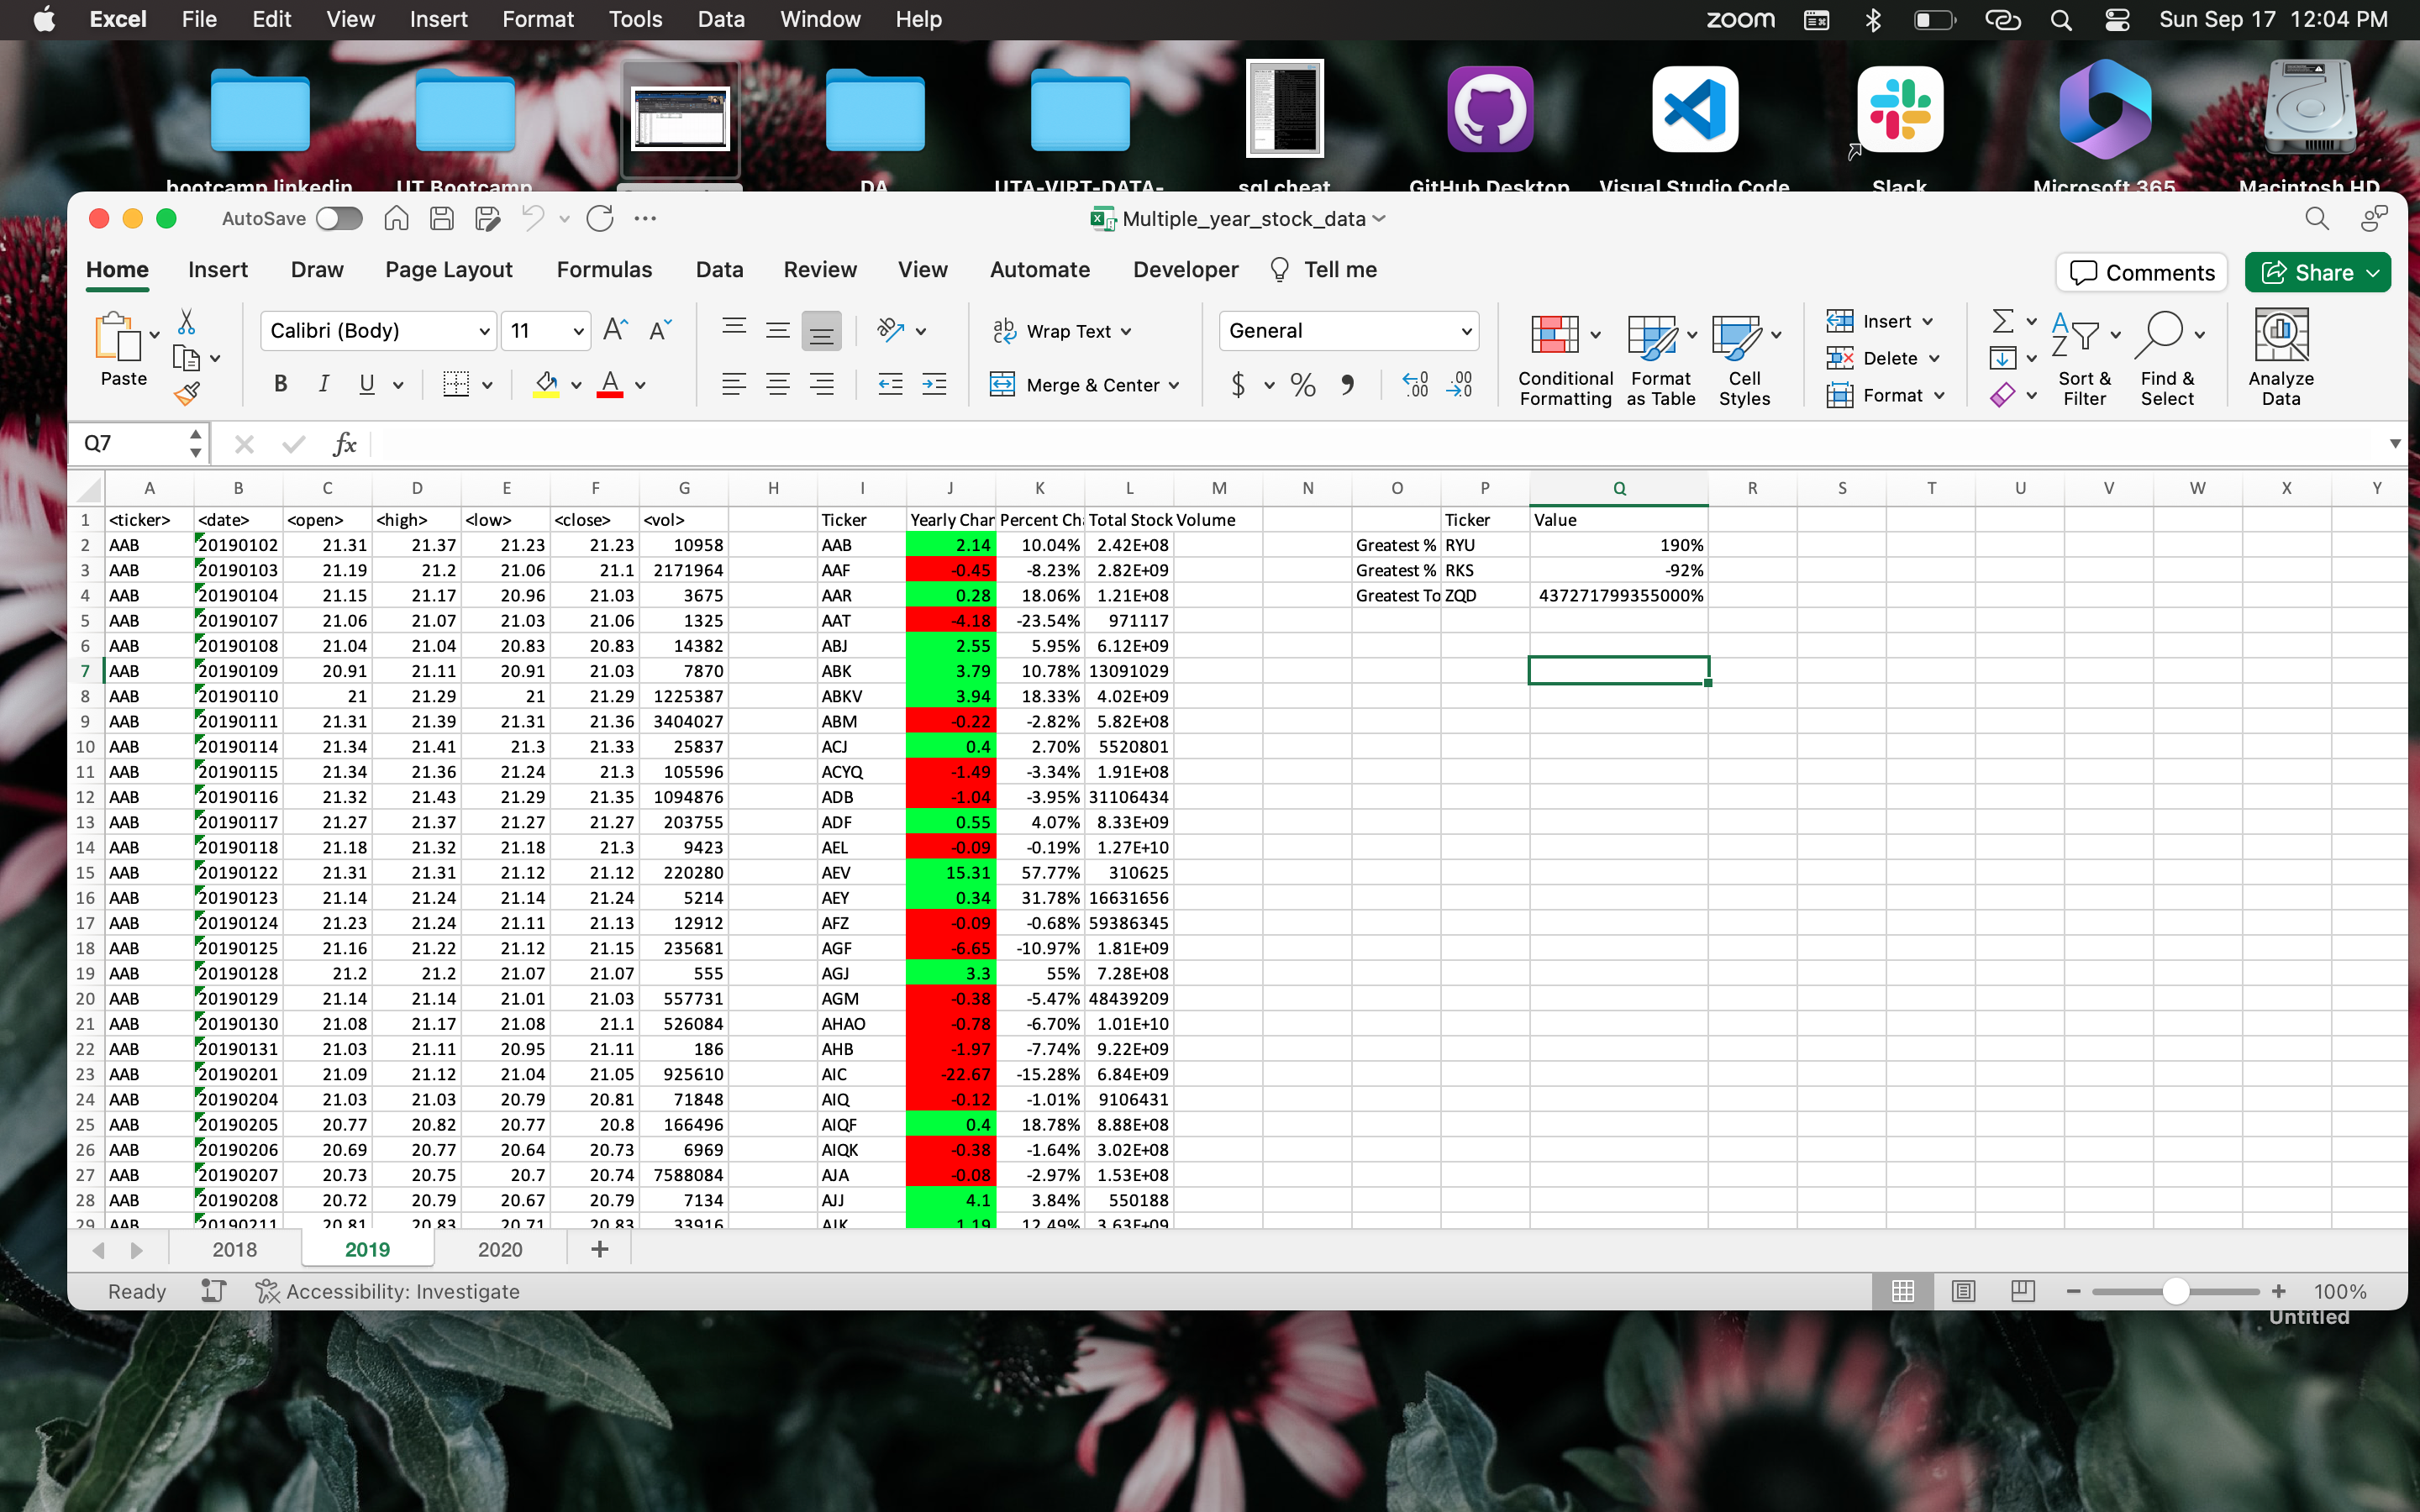 Excel File Edit View Insert Format Tools Data Window Help zoom Sun Sep 17 12:04 PM
bootcamp linkedin UT Bootcamp DA UTA-VIRT-DATA- sql cheat GitHub Desktop Visual Studio Code Slack Microsoft 365 Macintosh HD
AutoSave Multiple_year_stock_data
Home Insert Draw Page Layout Formulas Data Review View Automate Developer Tell me Comments Share
Calibri (Body) 11 Wrap Text General Insert
Delete
Paste B I U Merge & Center $ % Conditional Formatting Format as Table Cell Styles Format Sort & Filter Find & Select Analyze Data
Q7 fx
A B C D E F G H I J K L M N O P Q R S T U V W X Y
1 <ticker> <date> <open> <high> <low> <close> <vol> Ticker Yearly Char Percent Cha Total Stock Volume Ticker Value
2 AAB 20190102 21.31 21.37 21.23 21.23 10958 AAB 2.14 10.04% 2.42E+08 Greatest % RYU 190%
3 AAB 20190103 21.19 21.2 21.06 21.1 2171964 AAF -0.45 -8.23% 2.82E+09 Greatest % RKS -92%
4 AAB 20190104 21.15 21.17 20.96 21.03 3675 AAR 0.28 18.06% 1.21E+08 Greatest To ZQD 437271799355000%
5 AAB 20190107 21.06 21.07 21.03 21.06 1325 AAT -4.18 -23.54% 971117
6 AAB 20190108 21.04 21.04 20.83 20.83 14382 ABJ 2.55 5.95% 6.12E+09
7 AAB 20190109 20.91 21.11 20.91 21.03 7870 ABK 3.79 10.78% 13091029
8 AAB 20190110 21 21.29 21 21.29 1225387 ABKV 3.94 18.33% 4.02E+09
9 AAB 20190111 21.31 21.39 21.31 21.36 3404027 ABM -0.22 -2.82% 5.82E+08
10 AAB 20190114 21.34 21.41 21.3 21.33 25837 ACJ 0.4 2.70% 5520801
11 AAB 20190115 21.34 21.36 21.24 21.3 105596 ACYQ -1.49 -3.34% 1.91E+08
12 AAB 20190116 21.32 21.43 21.29 21.35 1094876 ADB -1.04 -3.95% 31106434
13 AAB 20190117 21.27 21.37 21.27 21.27 203755 ADF 0.55 4.07% 8.33E+09
14 AAB 20190118 21.18 21.32 21.18 21.3 9423 AEL -0.09 -0.19% 1.27E+10
15 AAB 20190122 21.31 21.31 21.12 21.12 220280 AEV 15.31 57.77% 310625
16 AAB 20190123 21.14 21.24 21.14 21.24 5214 AEY 0.34 31.78% 16631656
17 AAB 20190124 21.23 21.24 21.11 21.13 12912 AFZ -0.09 -0.68% 59386345
18 AAB 20190125 21.16 21.22 21.12 21.15 235681 AGF -6.65 -10.97% 1.81E+09
19 AAB 20190128 21.2 21.2 21.07 21.07 555 AGJ 3.3 55% 7.28E+08
20 AAB 20190129 21.14 21.14 21.01 21.03 557731 AGM -0.38 -5.47% 48439209
21 AAB 20190130 21.08 21.17 21.08 21.1 526084 AHAO -0.78 -6.70% 1.01E+10
22 AAB 20190131 21.03 21.11 20.95 21.11 186 AHB -1.97 -7.74% 9.22E+09
23 AAB 20190201 21.09 21.12 21.04 21.05 925610 AIC -22.67 -15.28% 6.84E+09
24 AAB 20190204 21.03 21.03 20.79 20.81 71848 AIQ -0.12 -1.01% 9106431
25 AAB 20190205 20.77 20.82 20.77 20.8 166496 AIQF 0.4 18.78% 8.88E+08
26 AAB 20190206 20.69 20.77 20.64 20.73 6969 AIQK -0.38 -1.64% 3.02E+08
27 AAB 20190207 20.73 20.75 20.7 20.74 7588084 AJA -0.08 -2.97% 1.53E+08
28 AAB 20190208 20.72 20.79 20.67 20.79 7134 AJJ 4.1 3.84% 550188
29 AAB 20190211 20.81 20.83 20.71 20.83 33916 AJK 1.19 12.49% 3.63E+09
2018 2019 2020 +
Ready Accessibility: Investigate 100%
Untitled